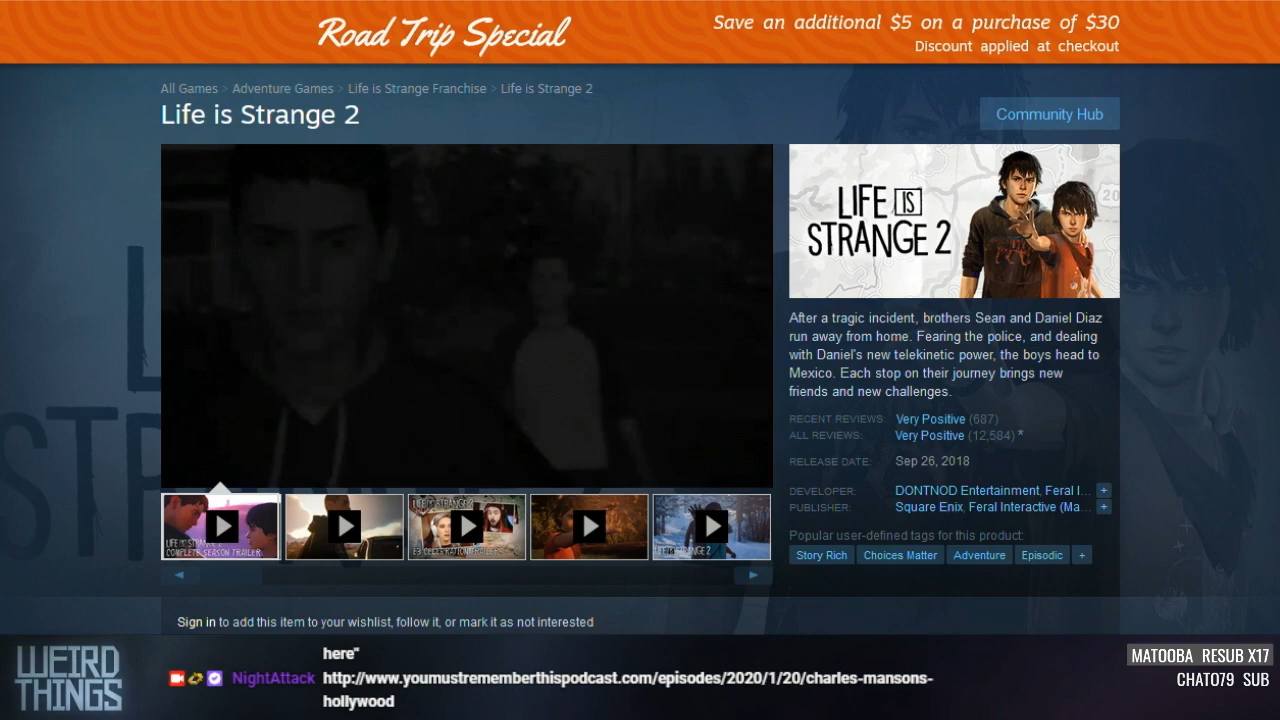 Road Trip Special
Save an additional $5 on a purchase of $30
Discount applied at checkout
All Games > Adventure Games > Life is Strange Franchise > Life is Strange 2
Life is Strange 2
Community Hub
LIFE IS
STRANGE 2
After a tragic incident, brothers Sean and Daniel Diaz
run away from home. Fearing the police, and dealing
with Daniel's new telekinetic power, the boys head to
Mexico. Each stop on their journey brings new
friends and new challenges.
RECENT REVIEWS: Very Positive (687)
ALL REVIEWS: Very Positive (12,584) *
RELEASE DATE: Sep 26, 2018
DEVELOPER: DONTNOD Entertainment, Feral I... +
PUBLISHER: Square Enix, Feral Interactive (Ma... +
Popular user-defined tags for this product:
Story Rich Choices Matter Adventure Episodic +
COMPLETE SEASON TRAILER
LIFE IS STRANGE 2
E3 CELEBRATION TRAILER
Sign in to add this item to your wishlist, follow it, or mark it as not interested
WEIRD
THINGS
here"
NightAttack http://www.youmustrememberthispodcast.com/episodes/2020/1/20/charles-mansons-
hollywood
MATOOBA RESUB X17
CHATO79 SUB